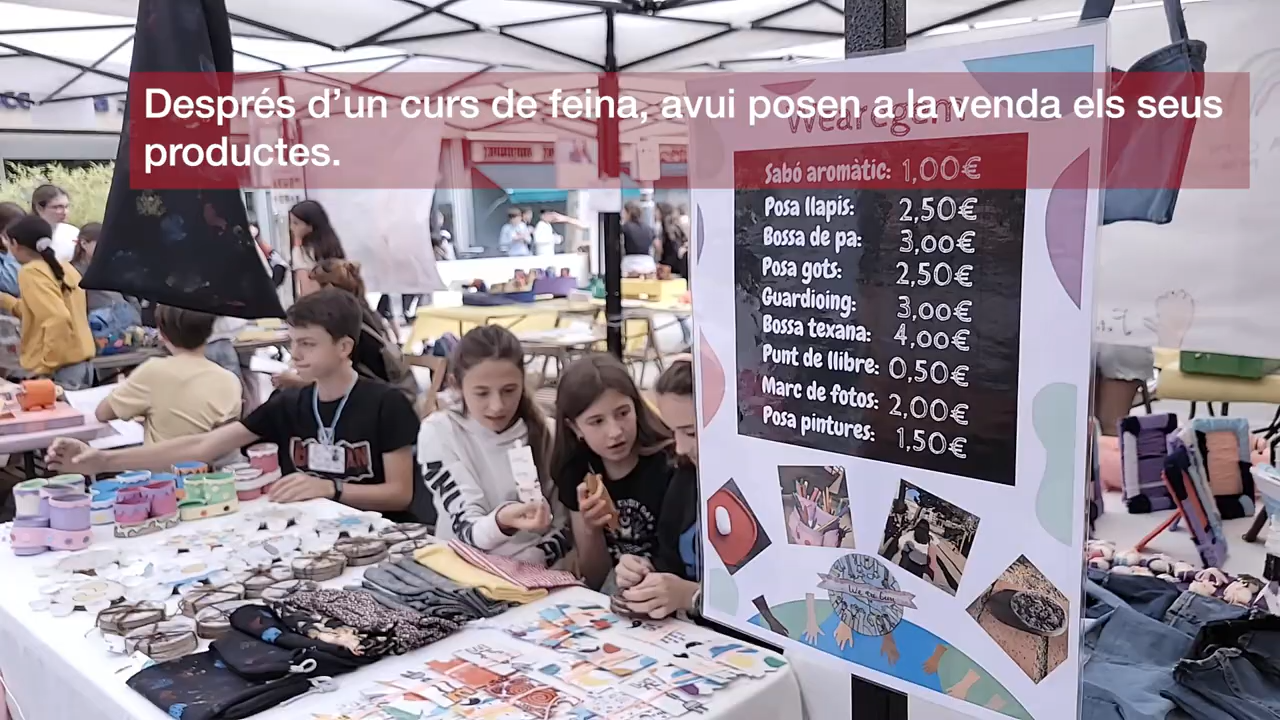 Després d’un curs de feina, avui posen a la venda els seus
productes.
Sabó aromàtic: 1,00€
Posa llapis: 2,50€
Bossa de pa: 3,00€
Posa gots: 2,50€
Guardioing: 3,00€
Bossa texana: 4,00€
Punt de llibre: 0,50€
Marc de fotos: 2,00€
Posa pintures: 1,50€